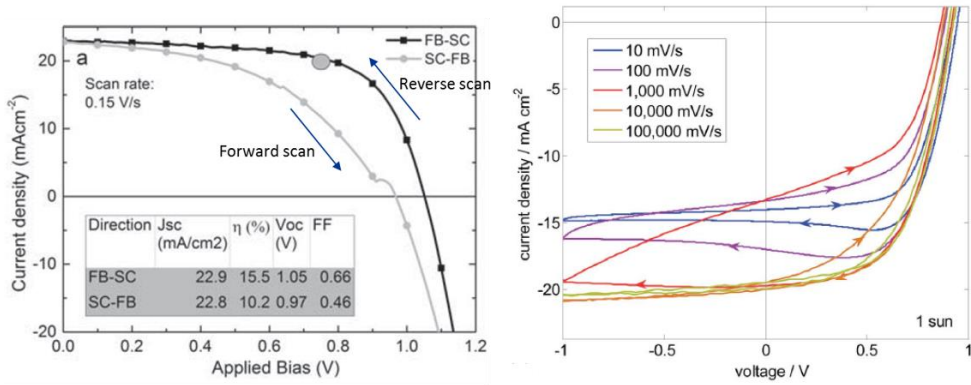 20
10
0
-10
-20
Current density (mAcm-2)
a
Scan rate:
0.15 V/s
FB-SC
SC-FB
Reverse scan
Forward scan
Direction Jsc (mA/cm2) η (%) Voc (V) FF
FB-SC 22.9 15.5 1.05 0.66
SC-FB 22.8 10.2 0.97 0.46
0.0 0.2 0.4 0.6 0.8 1.0 1.2
Applied Bias (V)
0
-5
-10
-15
-20
current density / mA cm2
10 mV/s
100 mV/s
1,000 mV/s
10,000 mV/s
100,000 mV/s
1 sun
-1 -0.5 0 0.5 1
voltage / V